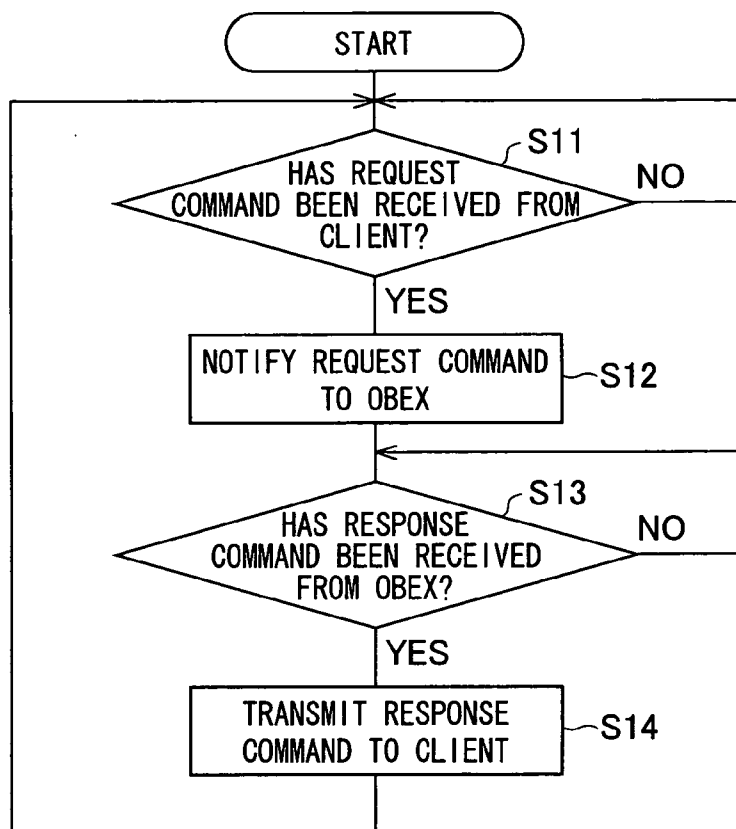 START
S11
HAS REQUEST
COMMAND BEEN RECEIVED FROM
CLIENT?
NO
YES
NOTIFY REQUEST COMMAND
TO OBEX
S12
S13
HAS RESPONSE
COMMAND BEEN RECEIVED
FROM OBEX?
NO
YES
TRANSMIT RESPONSE
COMMAND TO CLIENT
S14